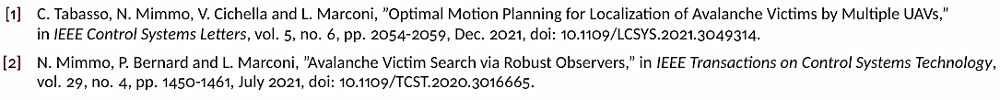 [1] C. Tabasso, N. Mimmo, V. Cichella and L. Marconi, ”Optimal Motion Planning for Localization of Avalanche Victims by Multiple UAVs,”
in IEEE Control Systems Letters, vol. 5, no. 6, pp. 2054-2059, Dec. 2021, doi: 10.1109/LCSYS.2021.3049314.
[2] N. Mimmo, P. Bernard and L. Marconi, ”Avalanche Victim Search via Robust Observers,” in IEEE Transactions on Control Systems Technology,
vol. 29, no. 4, pp. 1450-1461, July 2021, doi: 10.1109/TCST.2020.3016665.